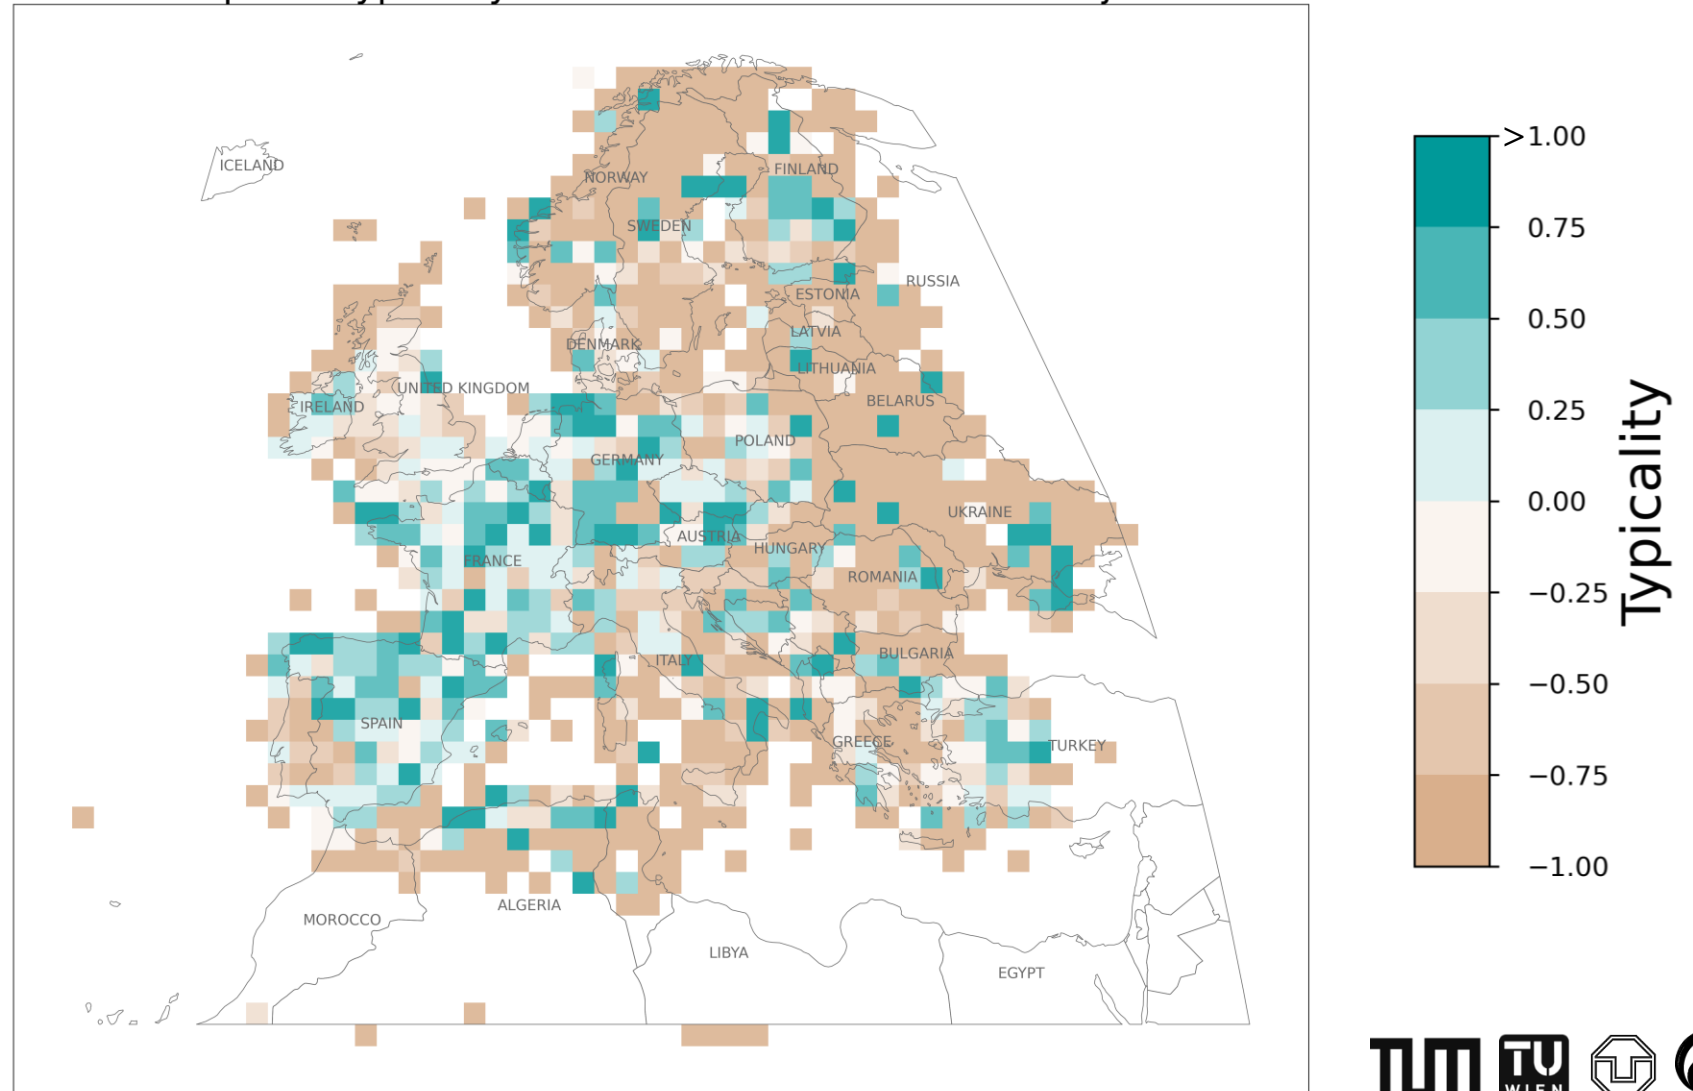 ICELAND
NORWAY
FINLAND
SWEDEN
RUSSIA
ESTONIA
LATVIA
DENMARK
LITHUANIA
UNITED KINGDOM
BELARUS
IRELAND
POLAND
GERMANY
UKRAINE
AUSTRIA
HUNGARY
FRANCE
ROMANIA
BULGARIA
ITALY
SPAIN
GREECE
TURKEY
ALGERIA
MOROCCO
LIBYA
EGYPT
>1.00
0.75
0.50
0.25
0.00
−0.25
−0.50
−0.75
−1.00
Typicality
TUM
TU
WIEN